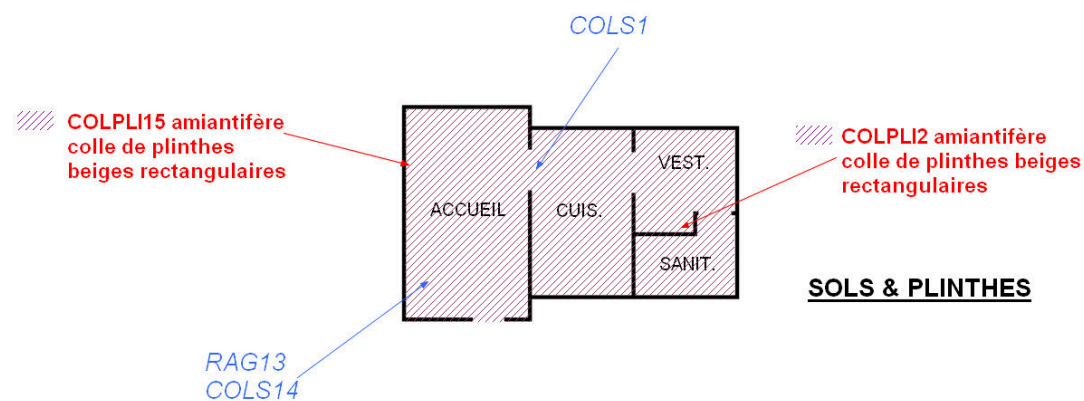 COLS1
COLPLI15 amiantifère
colle de plinthes
beiges rectangulaires
COLPLI2 amiantifère
colle de plinthes beiges
rectangulaires
VEST.
ACCUEIL
CUIS.
SANIT.
SOLS & PLINTHES
RAG13
COLS14